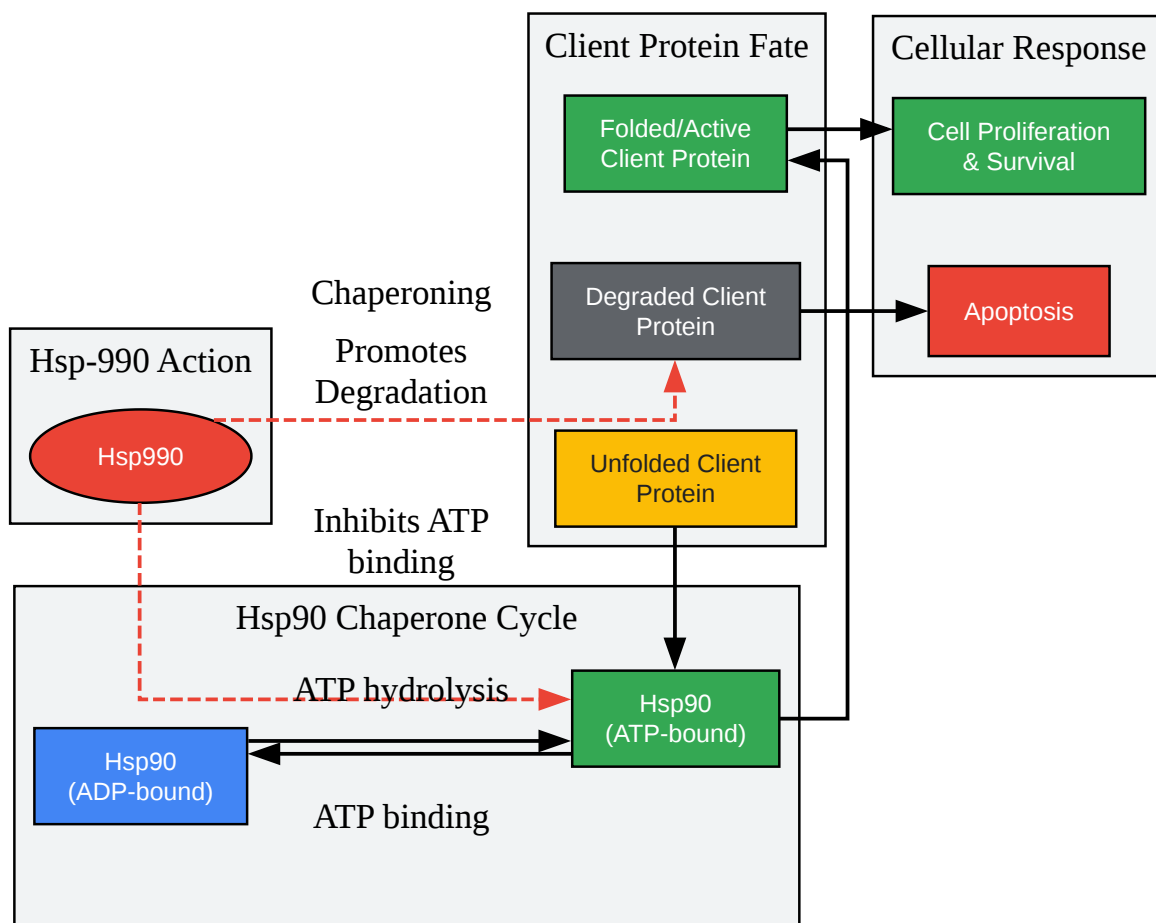 Client Protein Fate
Cellular Response
Folded/Active
Client Protein
Cell Proliferation
& Survival
Chaperoning
Degraded Client
Protein
Apoptosis
Hsp-990 Action
Promotes
Degradation
Hsp990
Unfolded Client
Protein
Inhibits ATP
binding
Hsp90 Chaperone Cycle
ATP hydrolysis
Hsp90
(ATP-bound)
Hsp90
(ADP-bound)
ATP binding